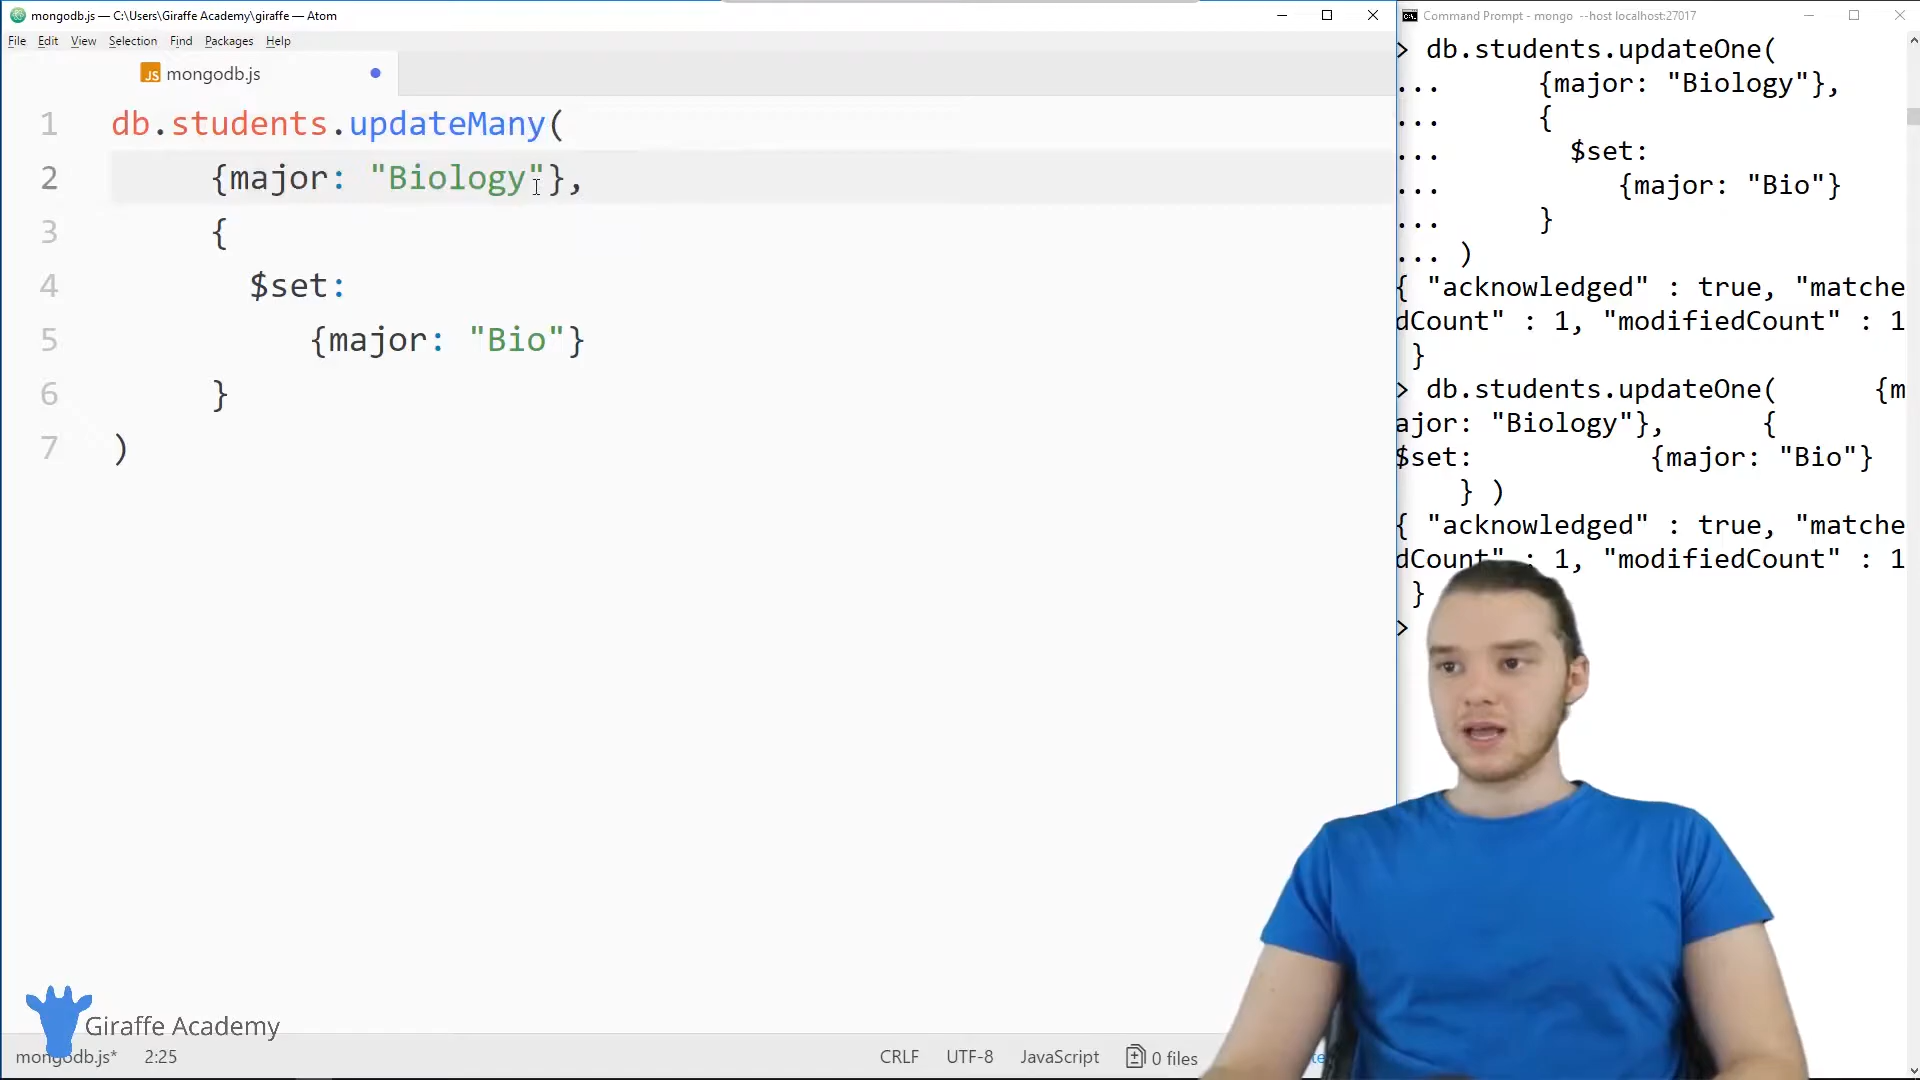 mongodb.js — C:\Users\Giraffe Academy\giraffe — Atom
File Edit View Selection Find Packages Help
JS mongodb.js
1 db.students.updateMany(
2 {major: "Biology"},
3 {
4 $set:
5 {major: "Bio"}
6 }
7 )
Giraffe Academy
mongodb.js* 2:25 CRLF UTF-8 JavaScript 0 files
Command Prompt - mongo --host localhost:27017
> db.students.updateOne(
... {major: "Biology"},
... {
... $set:
... {major: "Bio"}
... }
... )
{ "acknowledged" : true, "matche
dCount" : 1, "modifiedCount" : 1
}
> db.students.updateOne( {m
ajor: "Biology"}, {
$set: {major: "Bio"}
} )
{ "acknowledged" : true, "matche
dCount" : 1, "modifiedCount" : 1
}
>